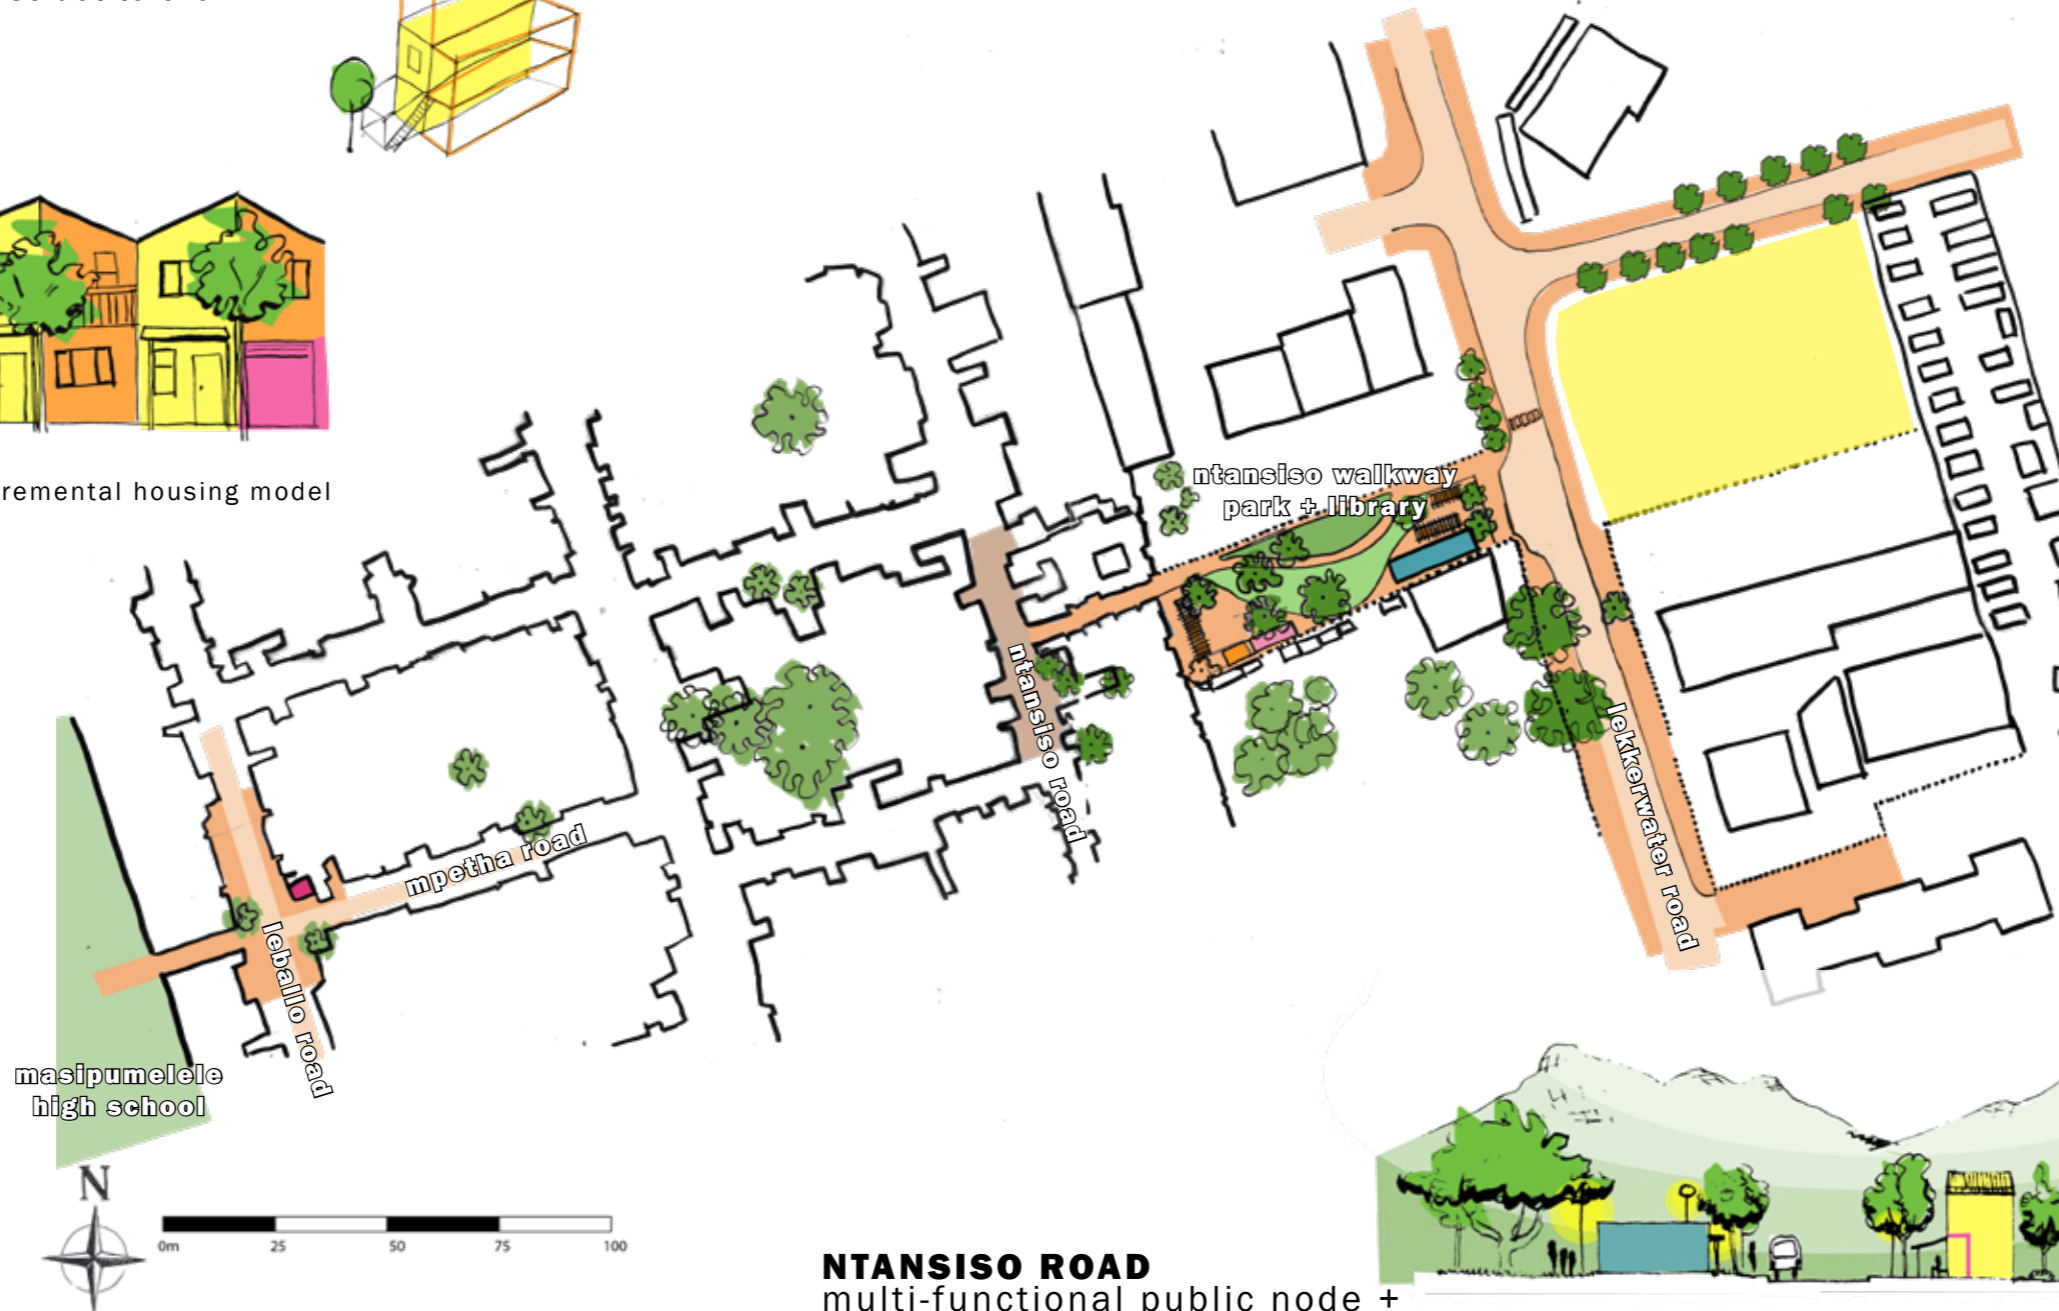 remental housing model
ntansiso walkway
park + library
ntansiso road
lekkerwater road
mpetha road
leballo road
masipumelele
high school
N
0m 25 50 75 100
NTANSISO ROAD
multi-functional public node +